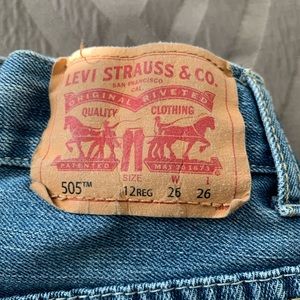 LEVI STRAUSS & CO.
SAN FRANCISCO
CAL.
ORIGINAL RIVETED
QUALITY CLOTHING
PATENTED MAY 20 1873
SIZE W L
505™ 12REG 26 26